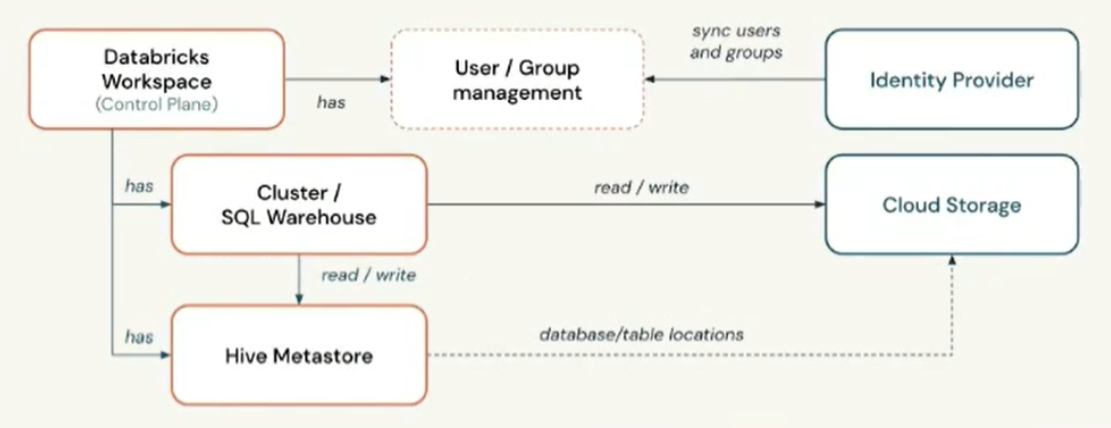 Databricks
Workspace
(Control Plane)
has
User / Group
management
sync users
and groups
Identity Provider
has
Cluster /
SQL Warehouse
read / write
Cloud Storage
read / write
has
Hive Metastore
database/table locations